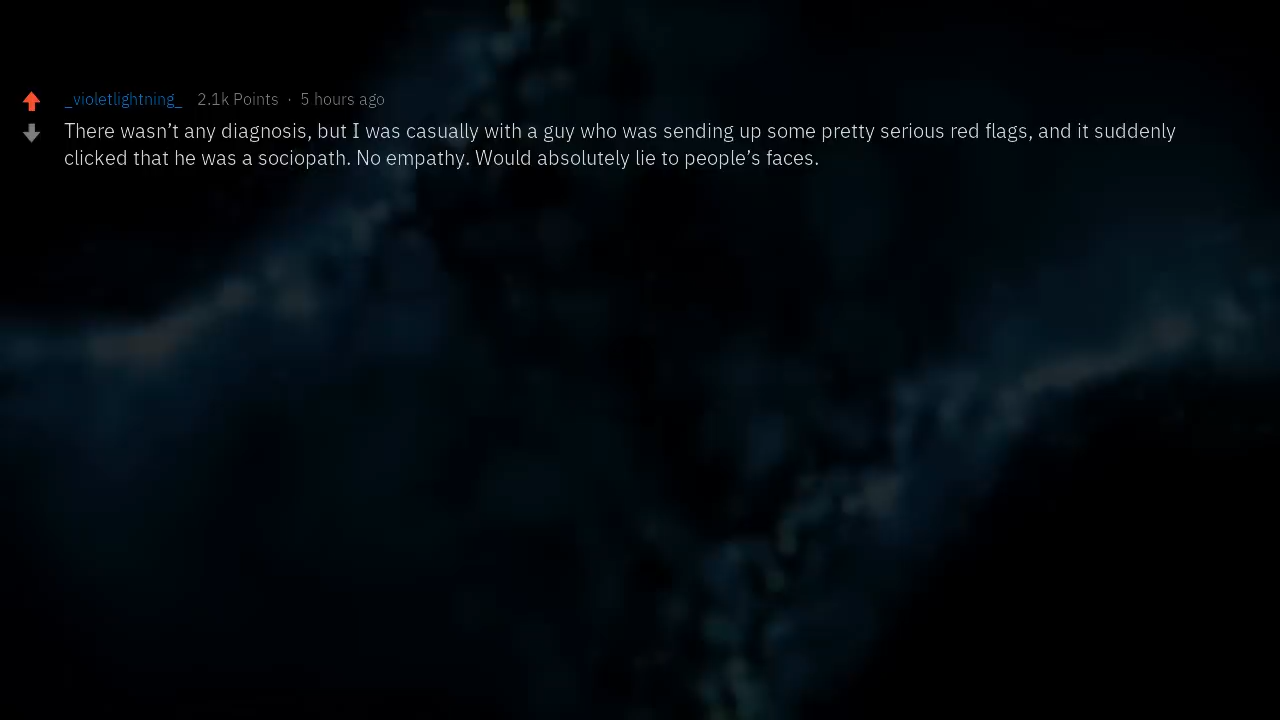 _violetlightning_ 2.1k Points · 5 hours ago
There wasn’t any diagnosis, but I was casually with a guy who was sending up some pretty serious red flags, and it suddenly
clicked that he was a sociopath. No empathy. Would absolutely lie to people’s faces.